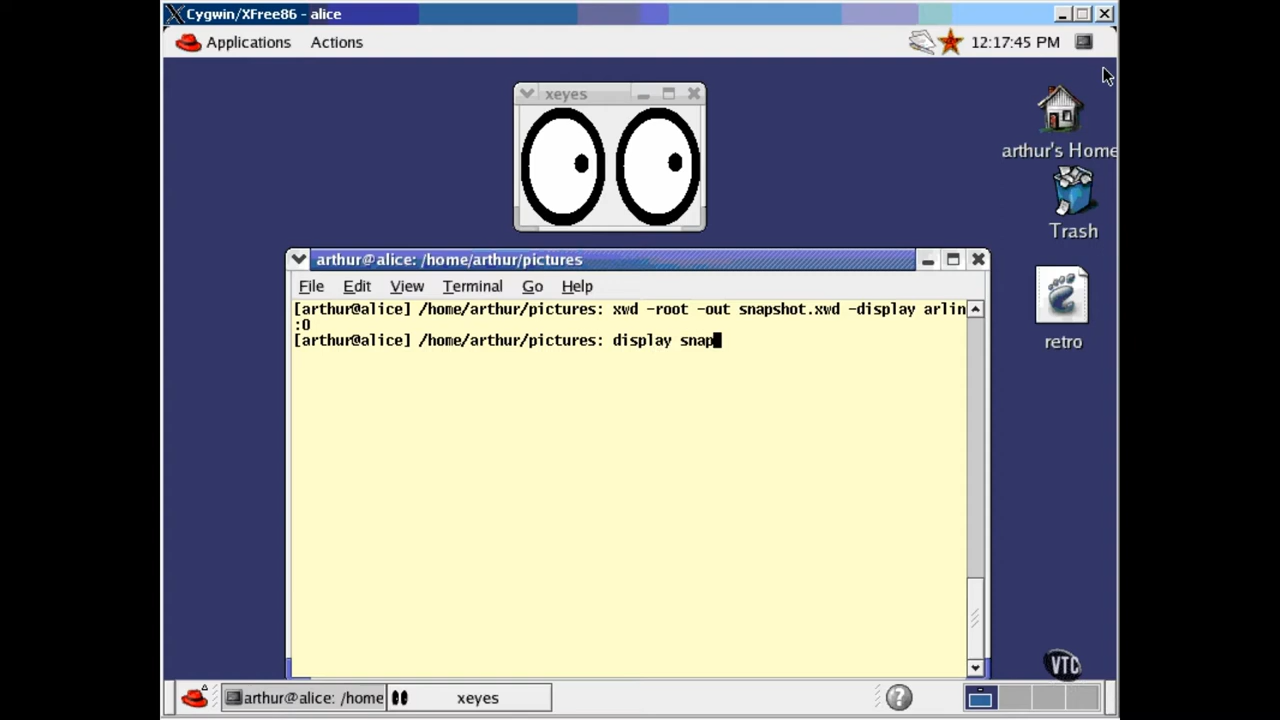 Cygwin/XFree86 - alice
Applications Actions 12:17:45 PM
xeyes
arthur's Home
Trash
arthur@alice: /home/arthur/pictures
File Edit View Terminal Go Help
[arthur@alice] /home/arthur/pictures: xwd -root -out snapshot.xwd -display arlin
:0
[arthur@alice] /home/arthur/pictures: display snap
retro
VTC
arthur@alice: /home xeyes